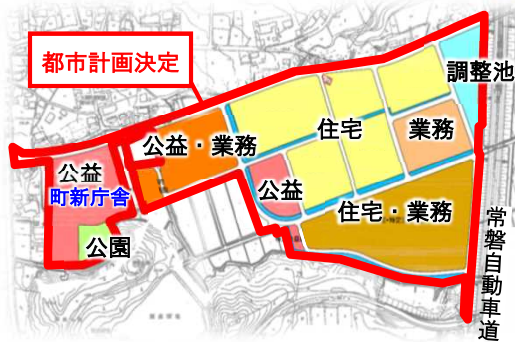 都市計画決定
調整池
公益・業務
住宅
業務
公益
町新庁舎
公益
住宅・業務
公園
常磐自動車道